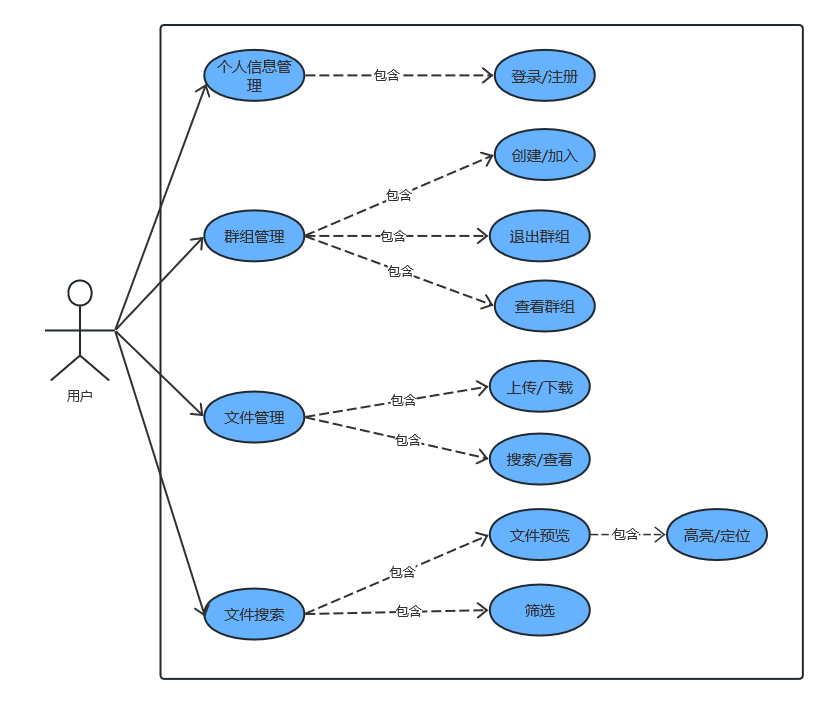 个人信息管
理
包含
登录/注册
包含
创建/加入
群组管理
包含
退出群组
包含
查看群组
用户
包含
上传/下载
文件管理
包含
搜索/查看
文件预览
包含
高亮/定位
包含
文件搜索
包含
筛选